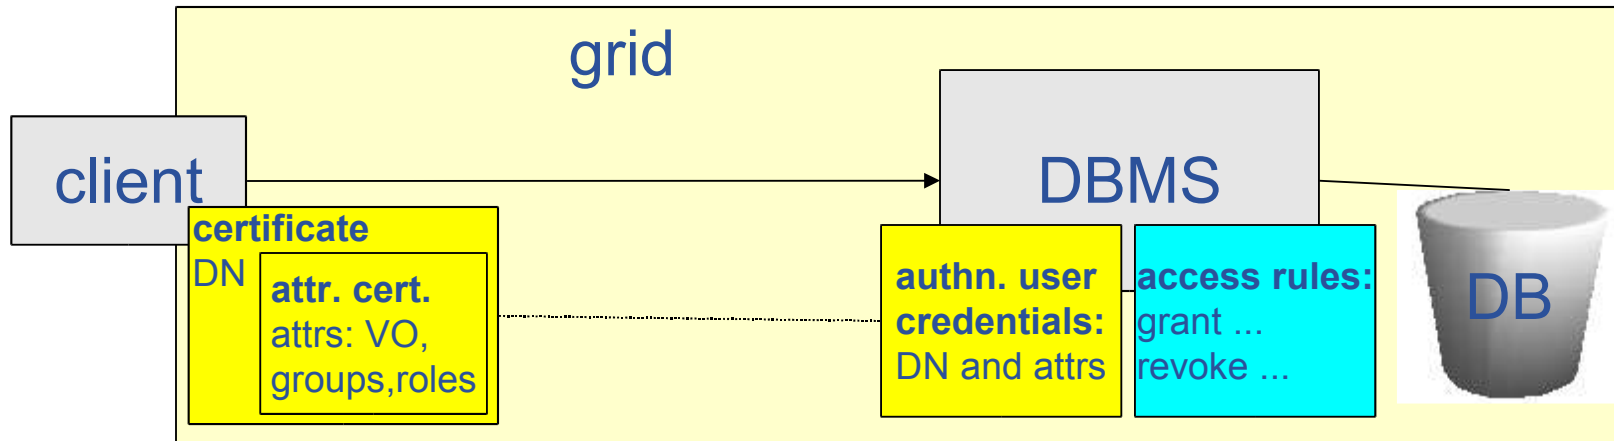 grid
client
DBMS
certificate
DN
attr. cert.
attrs: VO,
groups,roles
authn. user
credentials:
DN and attrs
access rules:
grant ...
revoke ...
DB